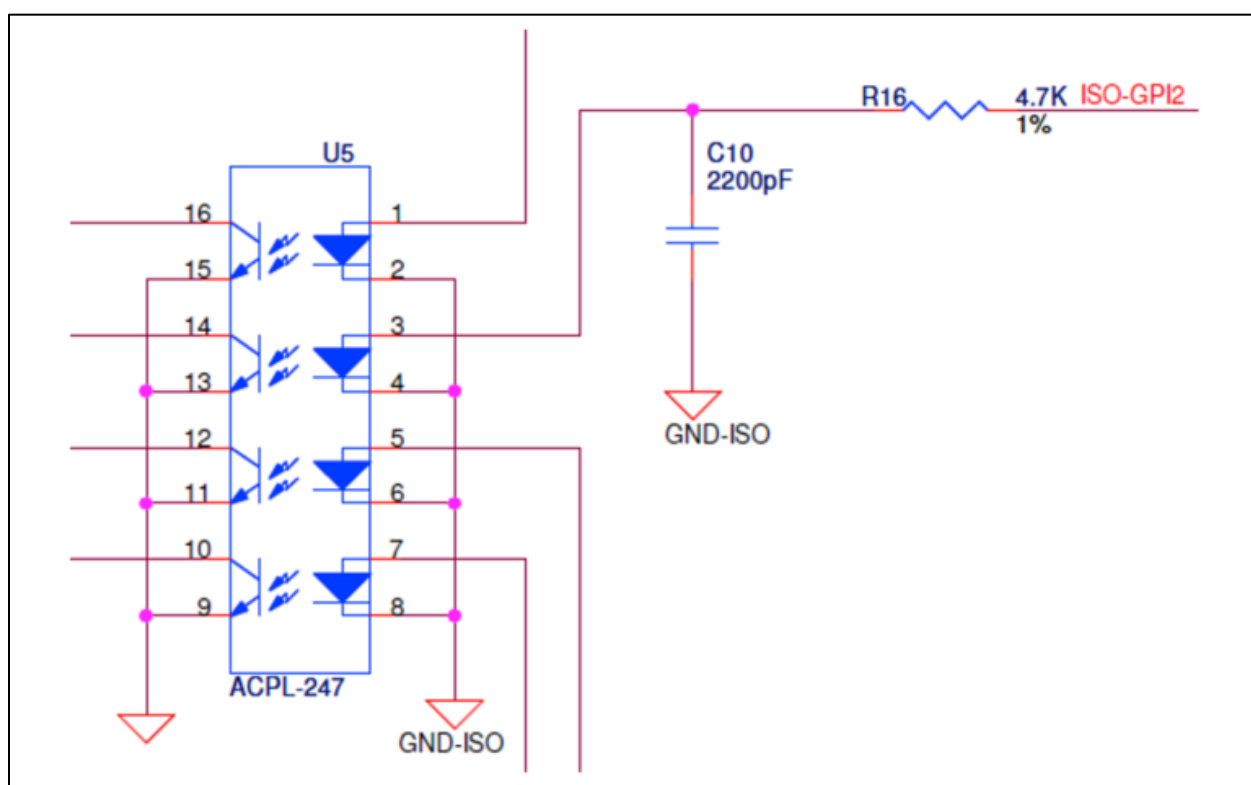 R16
4.7K
ISO-GPI2
1%
C10
2200pF
U5
16
1
15
2
14
3
13
4
GND-ISO
12
5
11
6
10
7
9
8
ACPL-247
GND-ISO